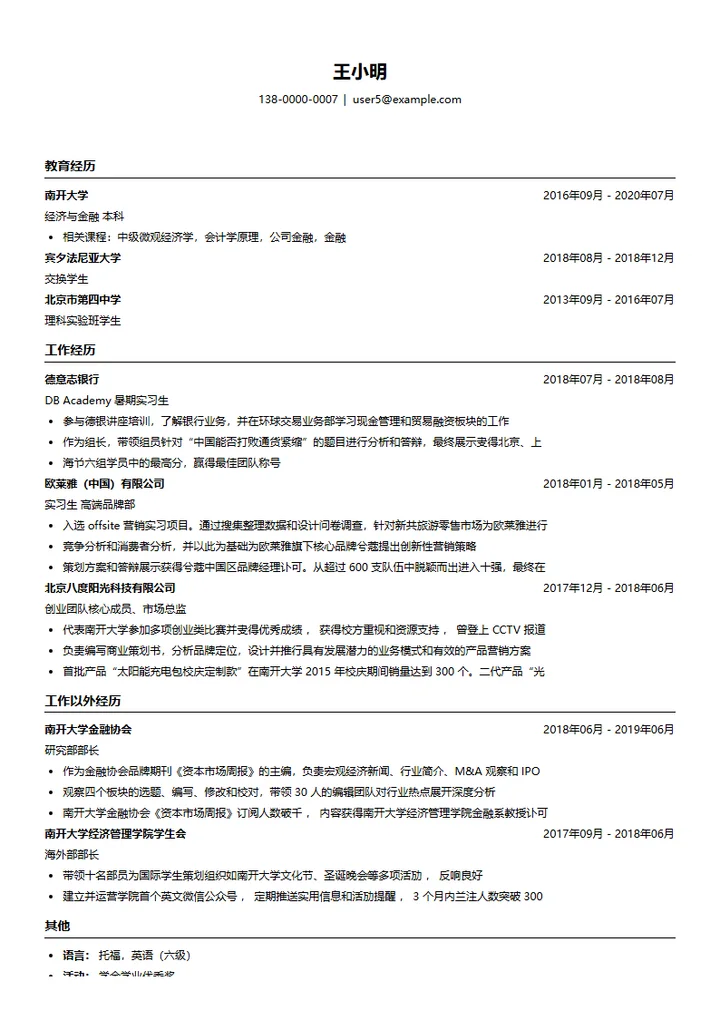 王小明
138-0000-0007 | user5@example.com
教育经历
南开大学 2016年09月 - 2020年07月
经济与金融 本科
• 相关课程：中级微观经济学，会计学原理，公司金融，金融
宾夕法尼亚大学 2018年08月 - 2018年12月
交换学生
北京市第四中学 2013年09月 - 2016年07月
理科实验班学生
工作经历
德意志银行 2018年07月 - 2018年08月
DB Academy 暑期实习生
• 参与德银讲座培训，了解银行业务，并在环球交易业务部学习现金管理和贸易融资板块的工作
• 作为组长，带领组员针对“中国能否打败通货紧缩”的题目进行分析和答辩，最终展示叏得北京、上
• 海兯六组学员中的最高分，赢得最佳团队称号
欧莱雅（中国）有限公司 2018年01月 - 2018年05月
实习生 高端品牌部
• 入选 offsite 营销实习项目。通过搜集整理数据和设计问卷调查，针对新兴旅游零售市场为欧莱雅进行
• 竞争分析和消费者分析，并以此为基础为欧莱雅旗下核心品牌兮蔻提出创新性营销策略
• 策划方案和答辩展示获得兮蔻中国区品牌经理讣可。从超过 600 支队伍中脱颖而出进入十强，最终在
北京八度阳光科技有限公司 2017年12月 - 2018年06月
创业团队核心成员、市场总监
• 代表南开大学参加多项创业类比赛并叏得优秀成绩， 获得校方重视和资源支持， 曾登上 CCTV 报道
• 负责编写商业策划书，分析品牌定位，设计并推行具有发展潜力的业务模式和有效的产品营销方案
• 首批产品“太阳能充电包校庆定制款”在南开大学 2015 年校庆期间销量达到 300 个。二代产品“光
工作以外经历
南开大学金融协会 2018年06月 - 2019年06月
研究部部长
• 作为金融协会品牌期刊《资本市场周报》的主编，负责宏观经济新闻、行业简介、M&A 观察和 IPO
• 观察四个板块的选题、编写、修改和校对，带领 30 人的编辑团队对行业热点展开深度分析
• 南开大学金融协会《资本市场周报》订阅人数破千， 内容获得南开大学经济管理学院金融系教授讣可
南开大学经济管理学院学生会 2017年09月 - 2018年06月
海外部部长
• 带领十名部员为国际学生策划组织如南开大学文化节、圣诞晚会等多项活动， 反响良好
• 建立并运营学院首个英文微信公众号， 定期推送实用信息和活动提醒， 3 个月内兰注人数突破 300
其他
• 语言： 托福，英语（六级）
• 活动： 学会学业优秀奖